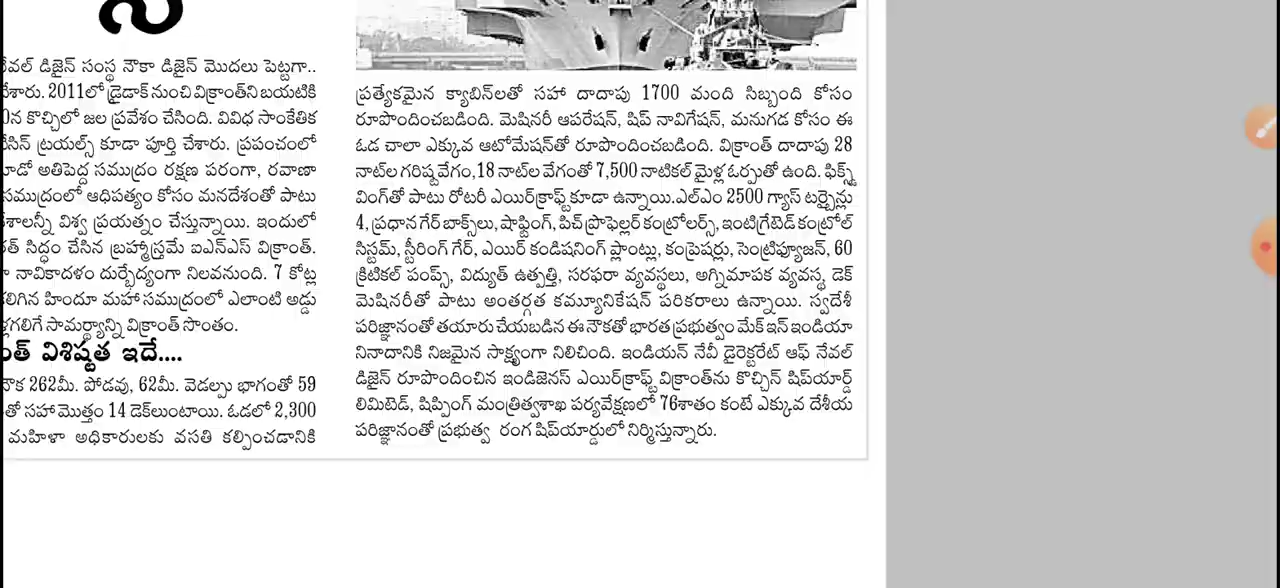 నేవల్ డిజైన్ సంస్థ నౌకా డిజైన్ మొదలు పెట్టగా..
చేశారు. 2011లో డ్రైడాక్ నుంచి విక్రాంత్‌ని బయటికి
0న కొచ్చిలో జల ప్రవేశం చేసింది. వివిధ సాంకేతిక
బేసిన్ ట్రయల్స్ కూడా పూర్తి చేశారు. ప్రపంచంలో
అతిపెద్ద సముద్రం రక్షణ పరంగా, రవాణా
సముద్రంలో ఆధిపత్యం కోసం మనదేశంతో పాటు
విశ్వ ప్రయత్నం చేస్తున్నాయి. ఇందులో
సిద్ధం చేసిన బ్రహ్మాస్త్రమే ఐఎన్ఎస్ విక్రాంత్.
నావికాదళం దుర్భేద్యంగా నిలవనుంది. 7 కోట్ల
కలిగిన హిందూ మహా సముద్రంలో ఎలాంటి అడ్డు
సామర్థ్యాన్ని విక్రాంత్ సొంతం.
విశిష్టత ఇదే....
నౌక 262మీ. పోడవు, 62మీ. వెడల్పు భాగంతో 59
తో సహా మొత్తం 14 డెక్‌లుంటాయి. ఓడలో 2,300
మహిళా అధికారులకు వసతి కల్పించడానికి
ప్రత్యేకమైన క్యాబిన్‌లతో సహా దాదాపు 1700 మంది సిబ్బంది కోసం
రూపొందించబడింది. మెషినరీ ఆపరేషన్, షిప్ నావిగేషన్, మనుగడ కోసం ఈ
ఓడ చాలా ఎక్కువ ఆటోమేషన్‌తో రూపొందించబడింది. విక్రాంత్ దాదాపు 28
నాట్‌ల గరిష్ట వేగం,18 నాట్‌ల వేగంతో 7,500 నాటికల్ మైళ్ల ఓర్పుతో ఉంది. ఫిక్స్డ్
వింగ్‌తో పాటు రోటరీ ఎయిర్‌క్రాఫ్ట్ కూడా ఉన్నాయి.ఎల్ఎం 2500 గ్యాస్ టర్బైన్లు
4, ప్రధాన గేర్ బాక్స్‌లు, షాఫ్టింగ్, పిచ్ ప్రొఫెల్లర్ కంట్రోలర్స్, ఇంటిగ్రేటెడ్ కంట్రోల్
సిస్టమ్, స్టీరింగ్ గేర్, ఎయిర్ కండిషనింగ్ ప్లాంట్లు, కంప్రెషర్లు, సెంట్రిఫ్యూజన్, 60
క్రిటికల్ పంప్స్, విద్యుత్ ఉత్పత్తి, సరఫరా వ్యవస్థలు, అగ్నిమాపక వ్యవస్థ, డెక్
మెషినరీతో పాటు అంతర్గత కమ్యూనికేషన్ పరికరాలు ఉన్నాయి. స్వదేశీ
పరిజ్ఞానంతో తయారు చేయబడిన ఈ నౌకతో భారత ప్రభుత్వం మేక్ ఇన్ ఇండియా
నినాదానికి నిజమైన సాక్ష్యంగా నిలిచింది. ఇండియన్ నేవీ డైరెక్టరేట్ ఆఫ్ నేవల్
డిజైన్ రూపొందించిన ఇండిజెనస్ ఎయిర్‌క్రాఫ్ట్ విక్రాంత్‌ను కొచ్చిన్ షిప్‌యార్డ్
లిమిటెడ్, షిప్పింగ్ మంత్రిత్వశాఖ పర్యవేక్షణలో 76శాతం కంటే ఎక్కువ దేశీయ
పరిజ్ఞానంతో ప్రభుత్వ రంగ షిప్‌యార్డులో నిర్మిస్తున్నారు.